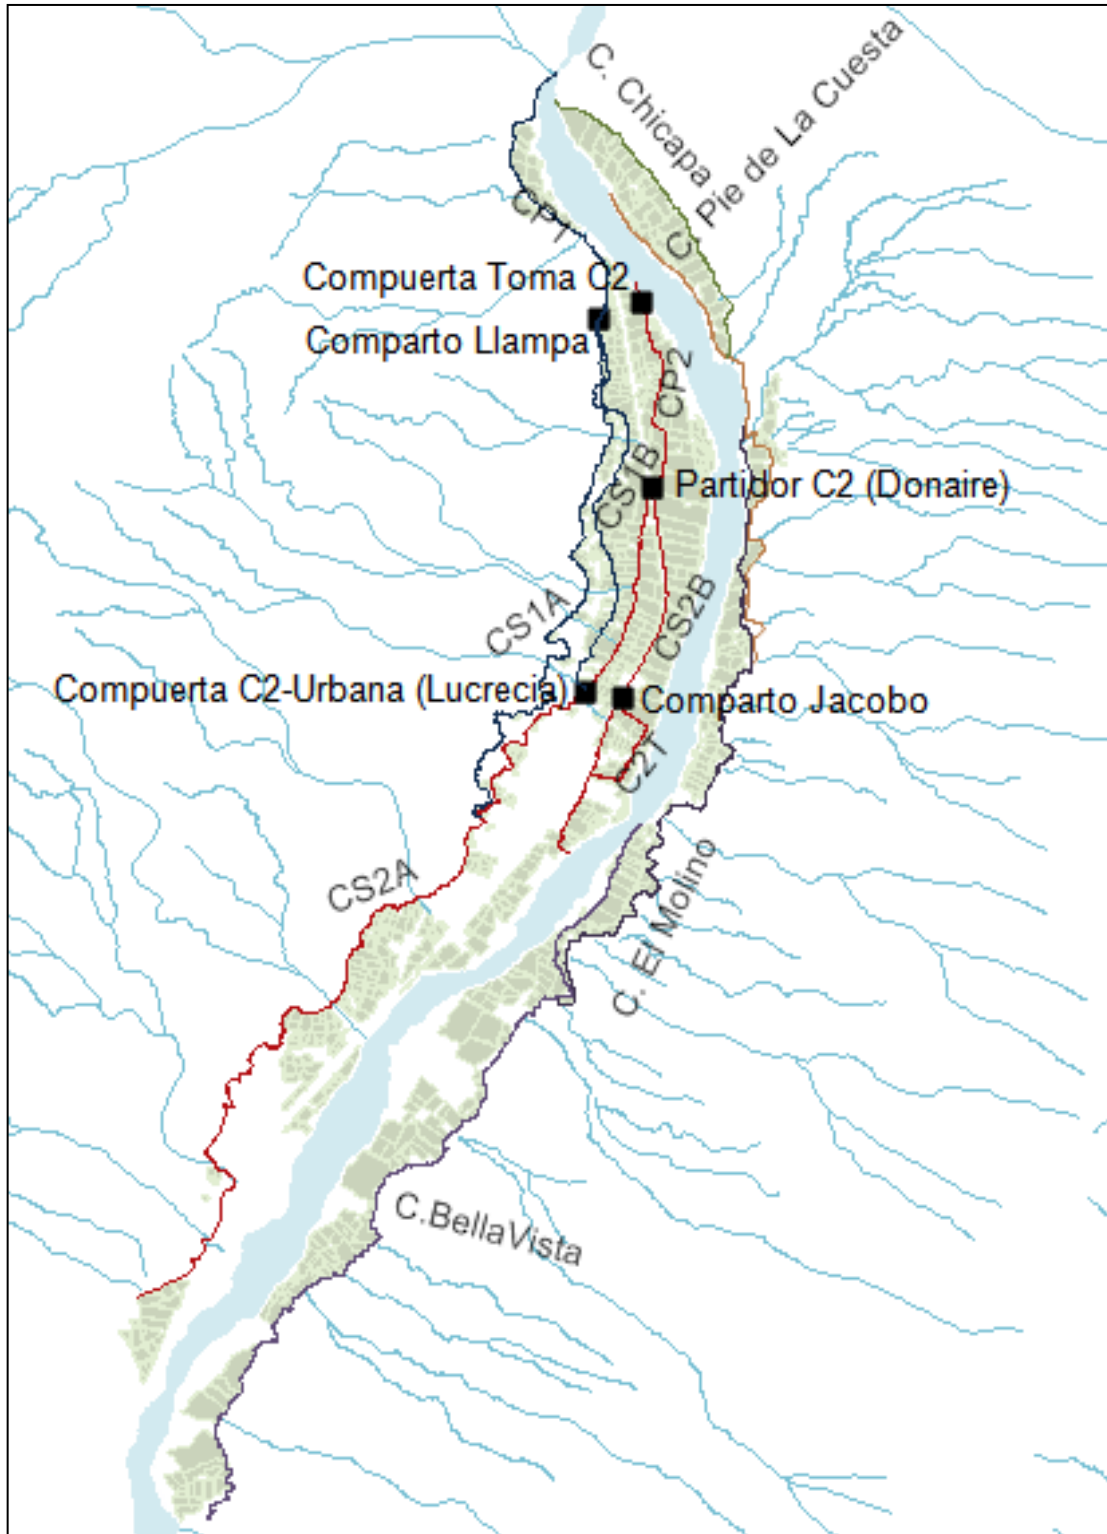 C. Chicapa
C. Pie de La Cuesta
CP1
Compuerta Toma C2
Comparto Llampa
CP2
CS1B
Partidor C2 (Donaire)
CS1A
CS2B
Compuerta C2-Urbana (Lucrecia)
Comparto Jacobo
C2T
CS2A
C. El Molino
C.BellaVista